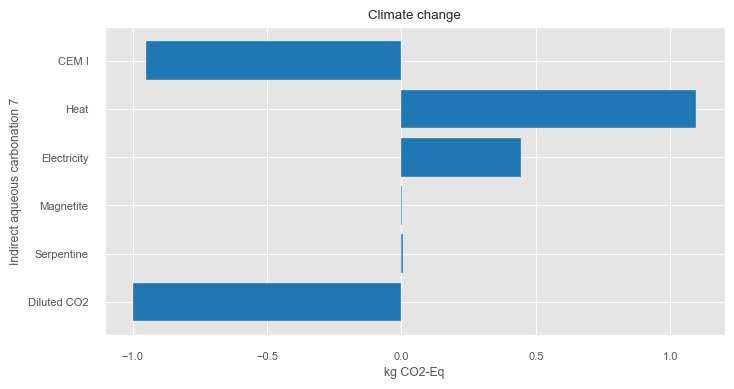 Climate change
Indirect aqueous carbonation 7
CEM I
Heat
Electricity
Magnetite
Serpentine
Diluted CO2
−1.0 −0.5 0.0 0.5 1.0
kg CO2-Eq